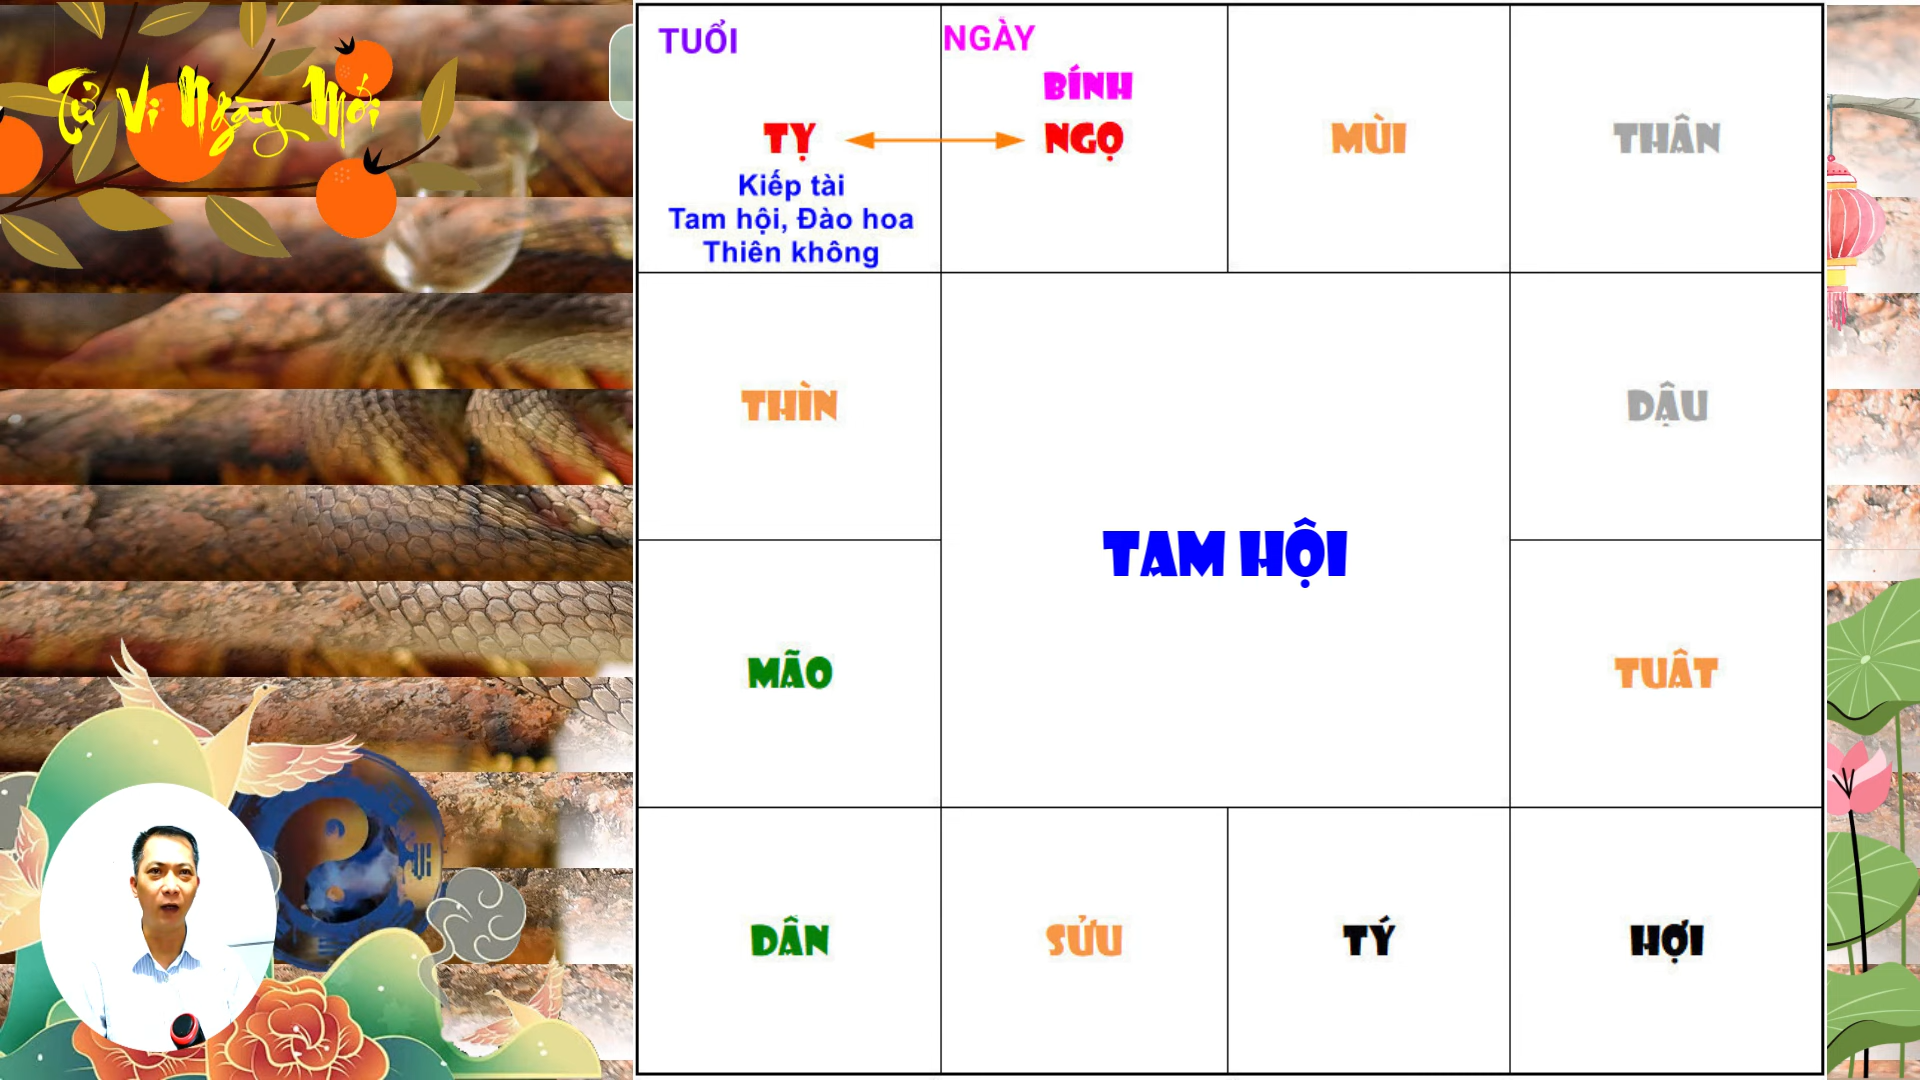 Tử Vi Ngày Mới
TUỔI
NGÀY
BÍNH
TỴ
NGỌ
MÙI
THÂN
Kiếp tài
Tam hội, Đào hoa
Thiên không
THÌN
DẬU
TAM HỘI
MÃO
TUẤT
DẦN
SỬU
TÝ
HỢI